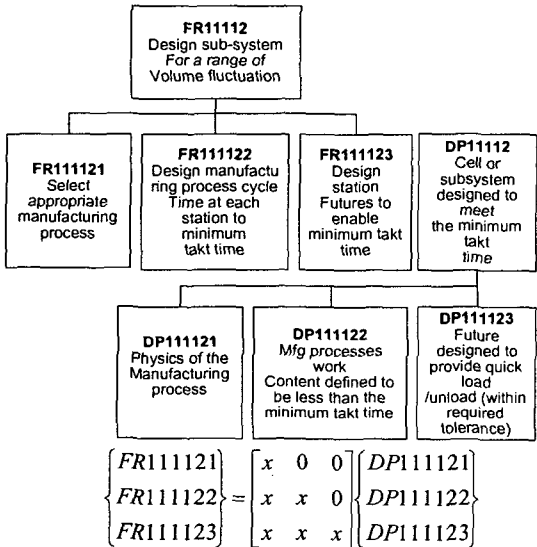 FR11112
Design sub-system
For a range of
Volume fluctuation
FR111121
Select
appropriate
manufacturing
process
FR111122
Design manufactu
ring process cycle
Time at each
station to
minimum
takt time
FR111123
Design
station
Futures to
enable
minimum takt
time
DP11112
Cell or
subsystem
designed to
meet
the minimum
takt
time
DP111121
Physics of the
Manufacturing
process
DP111122
Mfg processes
work
Content defined to
be less than the
minimum takt time
DP111123
Future
designed to
provide quick
load
/unload (within
required
tolerance)
{FR111121} [x 0 0] {DP111121}
{FR111122} = [x x 0] {DP111122}
{FR111123} [x x x] {DP111123}